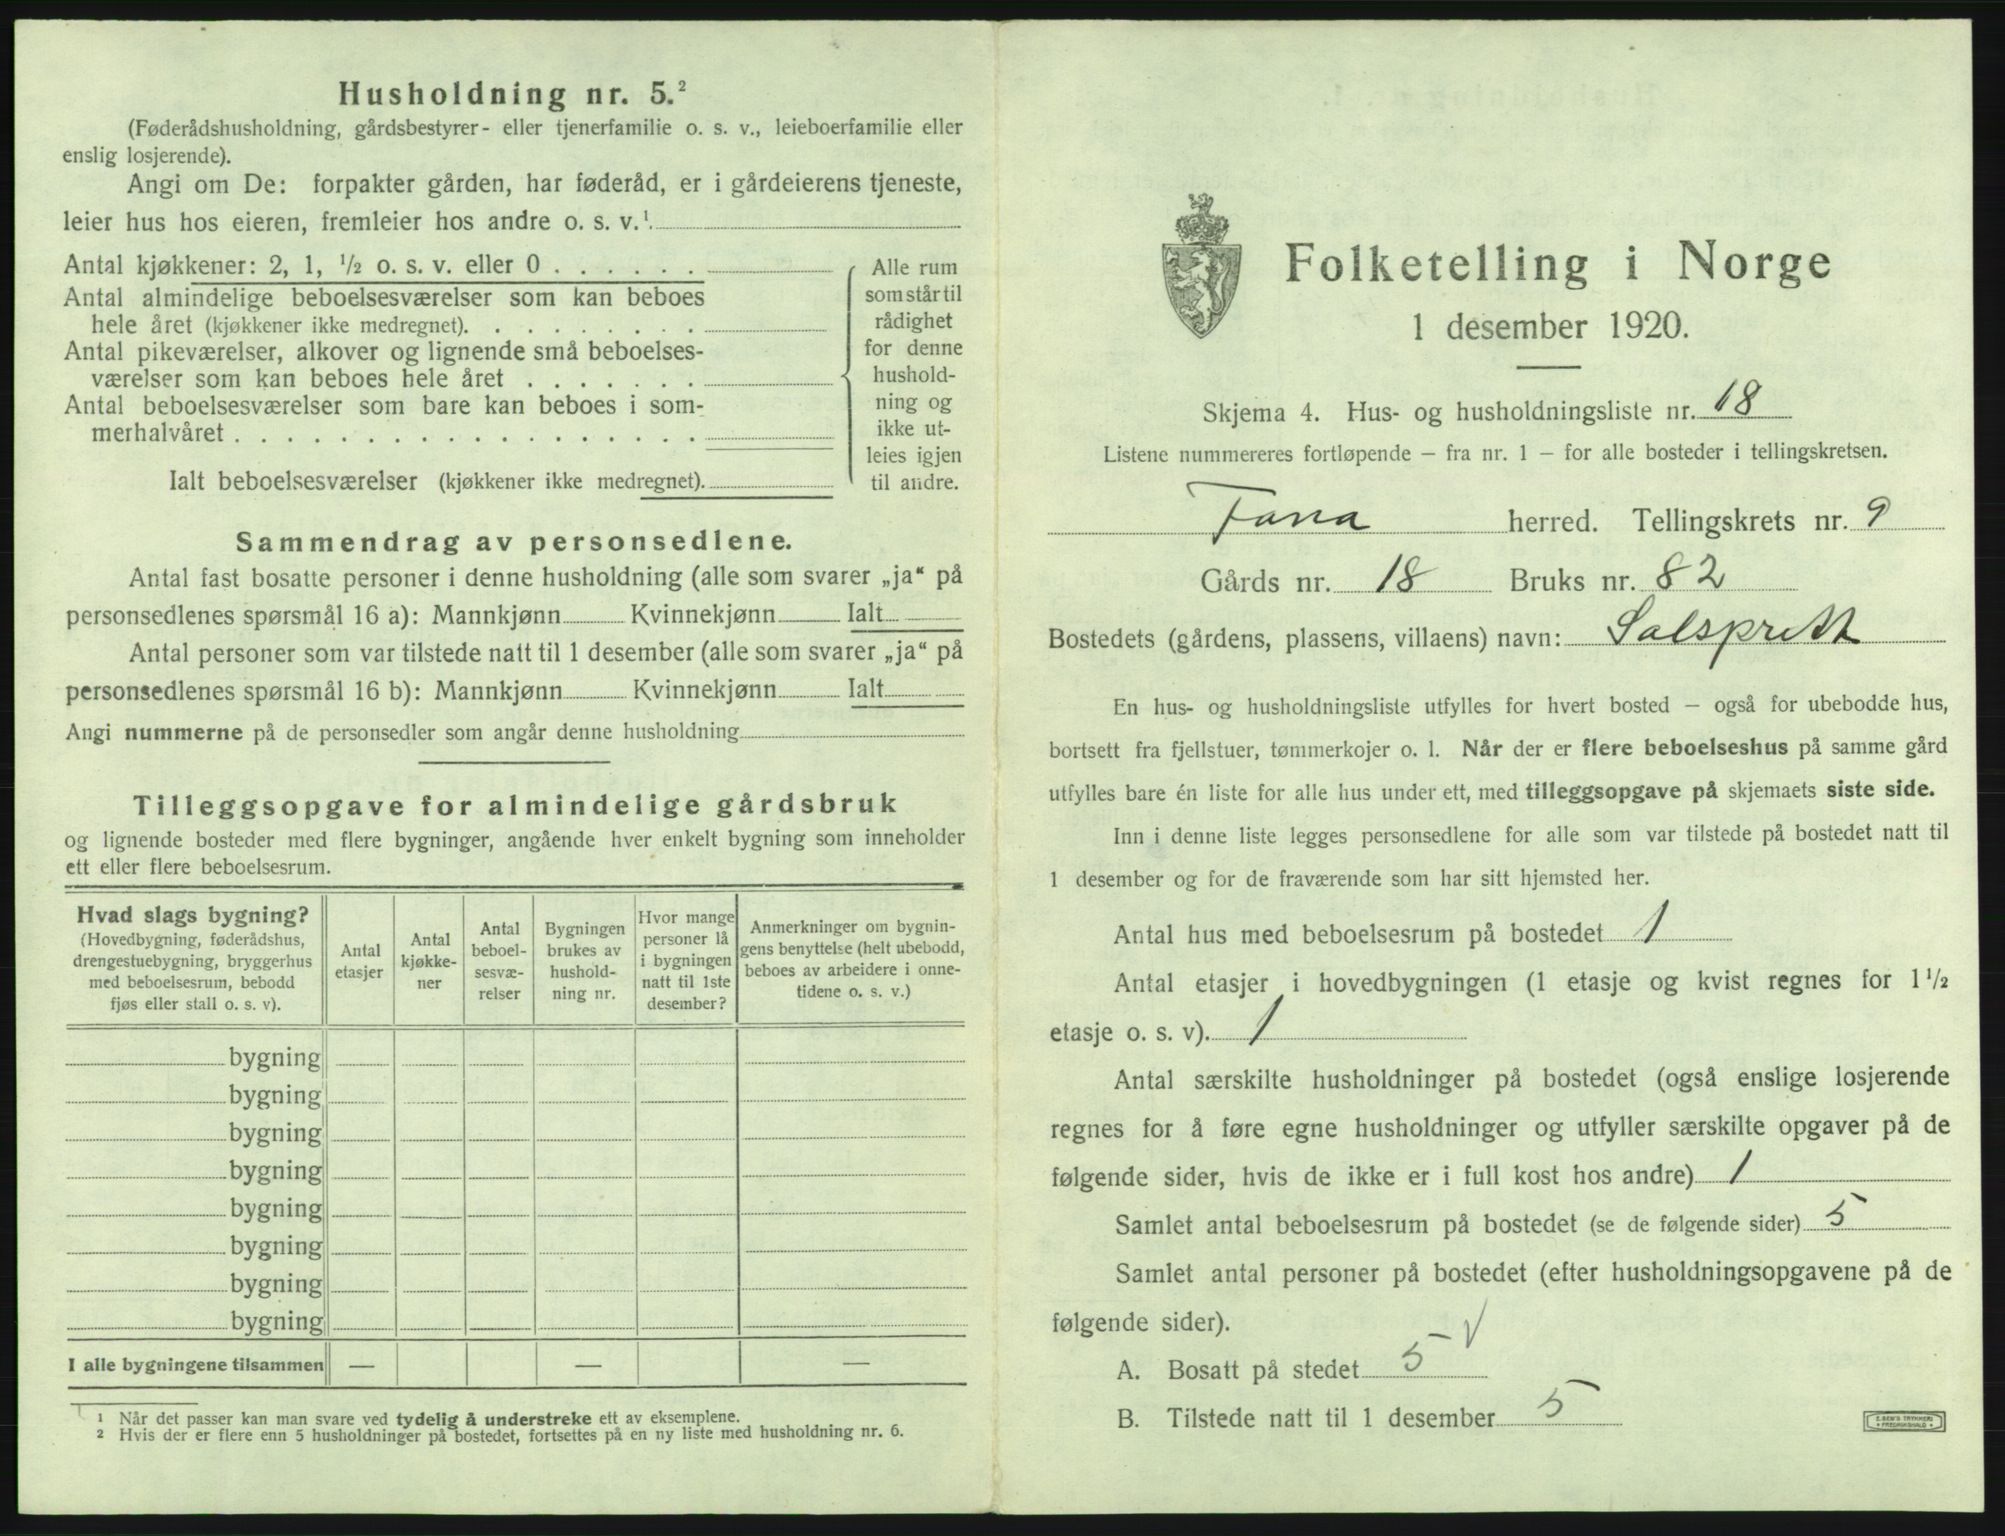 Husholdning nr. 5.²
(Føderådshusholdning, gårdsbestyrer- eller tjenerfamilie o. s. v., leieboerfamilie eller
enslig losjerende).
Angi om De: forpakter gården, har føderåd, er i gårdeierens tjeneste,
leier hus hos eieren, fremleier hos andre o. s. v.¹
Antal kjøkkener: 2, 1, ½ o. s. v. eller 0 . . . . . .
Antal almindelige beboelsesværelser som kan beboes
hele året (kjøkkener ikke medregnet). . . . . . . . .
Antal pikeværelser, alkover og lignende små beboelses-
værelser som kan beboes hele året . . . . . . .
Antal beboelsesværelser som bare kan beboes i som-
merhalvåret . . . . . . . . . . . . . . . . . .
Ialt beboelsesværelser (kjøkkener ikke medregnet).
Alle rum
som står til
rådighet
for denne
hushold-
ning og
ikke ut-
leies igjen
til andre.
Sammendrag av personsedlene.
Antal fast bosatte personer i denne husholdning (alle som svarer „ja“ på
personsedlenes spørsmål 16 a): Mannkjønn Kvinnekjønn Ialt
Antal personer som var tilstede natt til 1 desember (alle som svarer „ja“ på
personsedlenes spørsmål 16 b): Mannkjønn Kvinnekjønn Ialt
Angi nummerne på de personsedler som angår denne husholdning
Tilleggsopgave for almindelige gårdsbruk
og lignende bosteder med flere bygninger, angående hver enkelt bygning som inneholder
ett eller flere beboelsesrum.
Hvad slags bygning?
(Hovedbygning, føderådshus,
drengestuebygning, bryggerhus
med beboelsesrum, bebodd
fjøs eller stall o. s. v).
Antal
etasjer
Antal
kjøkke-
ner
Antal
beboel-
sesvæ-
relser
Bygningen
brukes av
hushold-
ning nr.
Hvor mange
personer lå
i bygningen
natt til 1ste
desember?
Anmerkninger om bygnin-
gens benyttelse (helt ubebodd,
beboes av arbeidere i onne-
tidene o. s. v.)
bygning
bygning
bygning
bygning
bygning
bygning
bygning
bygning
I alle bygningene tilsammen — — —
¹ Når det passer kan man svare ved tydelig å understreke ett av eksemplene.
² Hvis der er flere enn 5 husholdninger på bostedet, fortsettes på en ny liste med husholdning nr. 6.
Folketelling i Norge
1 desember 1920.
Skjema 4. Hus- og husholdningsliste nr. 18
Listene nummereres fortløpende – fra nr. 1 – for alle bosteder i tellingskretsen.
Fana herred. Tellingskrets nr. 9
Gårds nr. 18 Bruks nr. 82
Bostedets (gårdens, plassens, villaens) navn: Solsprett
En hus- og husholdningsliste utfylles for hvert bosted – også for ubebodde hus,
bortsett fra fjellstuer, tømmerkojer o. l. Når der er flere beboelseshus på samme gård
utfylles bare én liste for alle hus under ett, med tilleggsopgave på skjemaets siste side.
Inn i denne liste legges personsedlene for alle som var tilstede på bostedet natt til
1 desember og for de fraværende som har sitt hjemsted her.
Antal hus med beboelsesrum på bostedet 1
Antal etasjer i hovedbygningen (1 etasje og kvist regnes for 1½
etasje o. s. v). 1
Antal særskilte husholdninger på bostedet (også enslige losjerende
regnes for å føre egne husholdninger og utfyller særskilte opgaver på de
følgende sider, hvis de ikke er i full kost hos andre) 1
Samlet antal beboelsesrum på bostedet (se de følgende sider) 5
Samlet antal personer på bostedet (efter husholdningsopgavene på de
følgende sider).
A. Bosatt på stedet 5 √
B. Tilstede natt til 1 desember 5